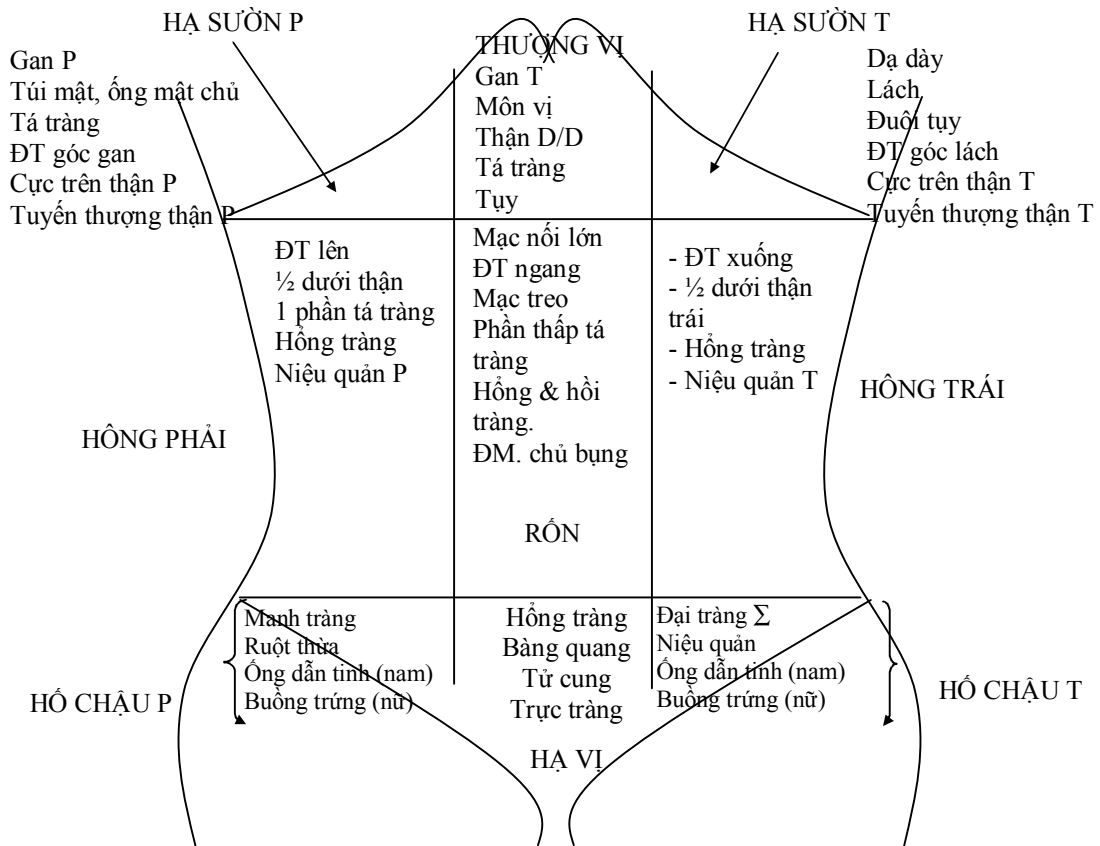 HẠ SƯỜN P
HẠ SƯỜN T
Gan P
Túi mật, ống mật chủ
Tá tràng
ĐT góc gan
Cực trên thận P
Tuyến thượng thận P
THƯỢNG VỊ
Gan T
Môn vị
Thận D/D
Tá tràng
Tụy
Dạ dày
Lách
Đuôi tụy
ĐT góc lách
Cực trên thận T
Tuyến thượng thận T
ĐT lên
½ dưới thận
1 phần tá tràng
Hổng tràng
Niệu quản P
Mạc nối lớn
ĐT ngang
Mạc treo
Phần thấp tá
tràng
Hổng & hồi
tràng.
ĐM. chủ bụng
- ĐT xuống
- ½ dưới thận
trái
- Hổng tràng
- Niệu quản T
HÔNG PHẢI
HÔNG TRÁI
RỐN
Manh tràng
Ruột thừa
Ống dẫn tinh (nam)
Buồng trứng (nữ)
Hổng tràng
Bàng quang
Tử cung
Trực tràng
Đại tràng Σ
Niệu quản
Ống dẫn tinh (nam)
Buồng trứng (nữ)
HỐ CHẬU P
HỐ CHẬU T
HẠ VỊ